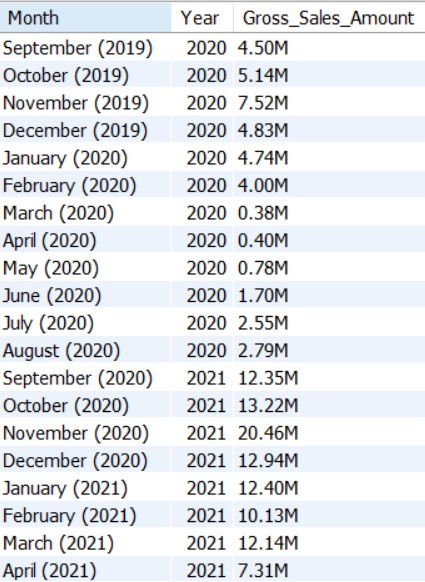 Month Year Gross_Sales_Amount
September (2019) 2020 4.50M
October (2019) 2020 5.14M
November (2019) 2020 7.52M
December (2019) 2020 4.83M
January (2020) 2020 4.74M
February (2020) 2020 4.00M
March (2020) 2020 0.38M
April (2020) 2020 0.40M
May (2020) 2020 0.78M
June (2020) 2020 1.70M
July (2020) 2020 2.55M
August (2020) 2020 2.79M
September (2020) 2021 12.35M
October (2020) 2021 13.22M
November (2020) 2021 20.46M
December (2020) 2021 12.94M
January (2021) 2021 12.40M
February (2021) 2021 10.13M
March (2021) 2021 12.14M
April (2021) 2021 7.31M